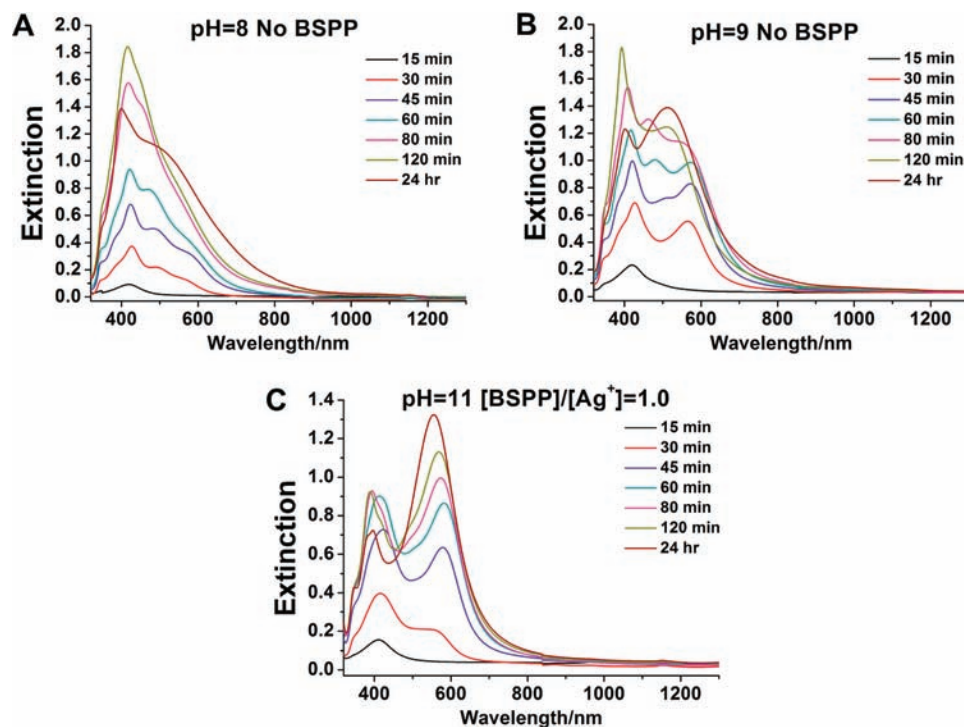 A
pH=8 No BSPP
15 min
30 min
45 min
60 min
80 min
120 min
24 hr
Extinction
2.0
1.8
1.6
1.4
1.2
1.0
0.8
0.6
0.4
0.2
0.0
400 600 800 1000 1200
Wavelength/nm
B
pH=9 No BSPP
15 min
30 min
45 min
60 min
80 min
120 min
24 hr
Extinction
2.0
1.8
1.6
1.4
1.2
1.0
0.8
0.6
0.4
0.2
0.0
400 600 800 1000 1200
Wavelength/nm
C
pH=11 [BSPP]/[Ag⁺]=1.0
15 min
30 min
45 min
60 min
80 min
120 min
24 hr
Extinction
1.4
1.2
1.0
0.8
0.6
0.4
0.2
0.0
400 600 800 1000 1200
Wavelength/nm